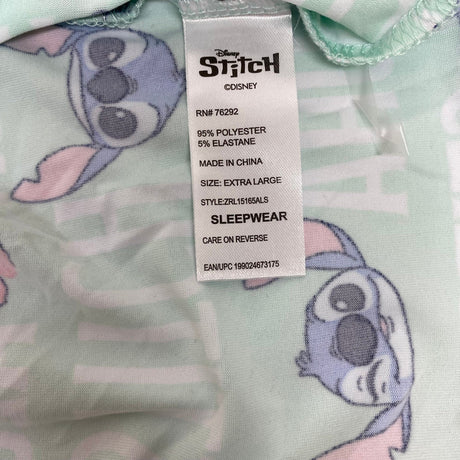 Disney
Stitch
©DISNEY
RN# 76292
95% POLYESTER
5% ELASTANE
MADE IN CHINA
SIZE: EXTRA LARGE
STYLE:ZRL15165ALS
SLEEPWEAR
CARE ON REVERSE
EAN/UPC 199024673175